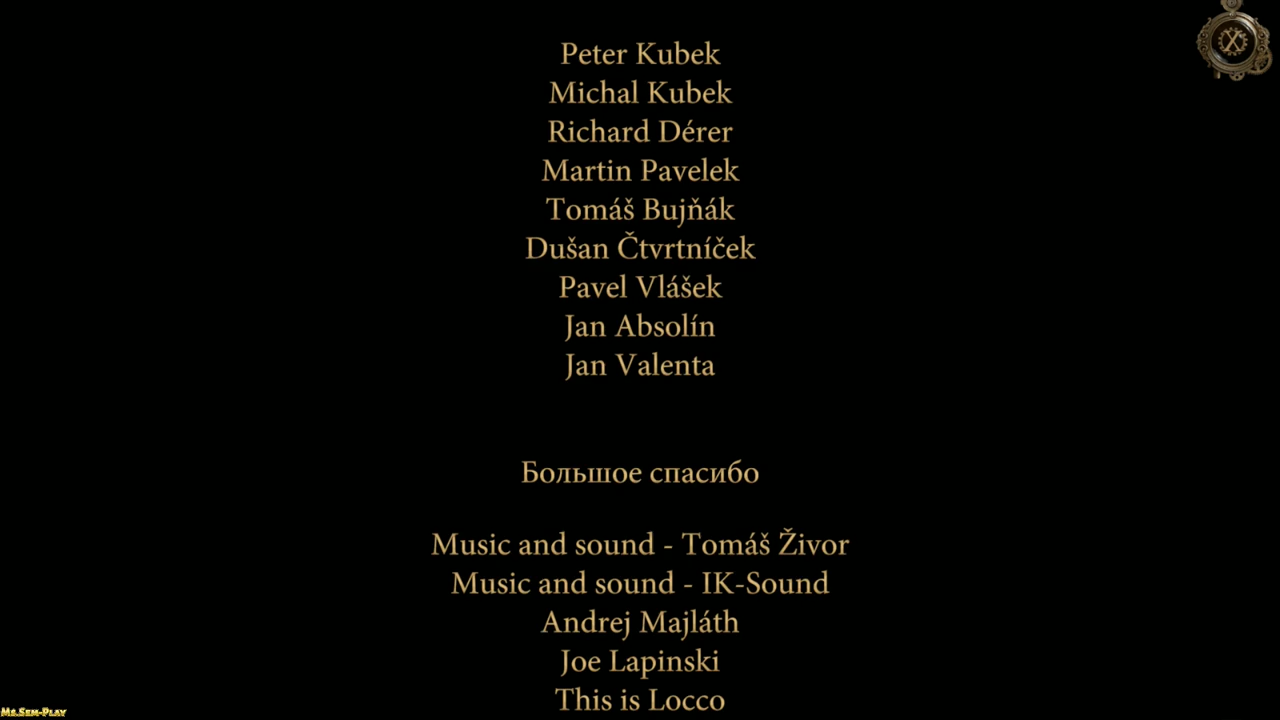 Peter Kubek
Michal Kubek
Richard Dérer
Martin Pavelek
Tomáš Bujňák
Dušan Čtvrtníček
Pavel Vlášek
Jan Absolín
Jan Valenta
Большое спасибо
Music and sound - Tomáš Živor
Music and sound - IK-Sound
Andrej Majláth
Joe Lapinski
This is Locco
Ms.Sem-Play